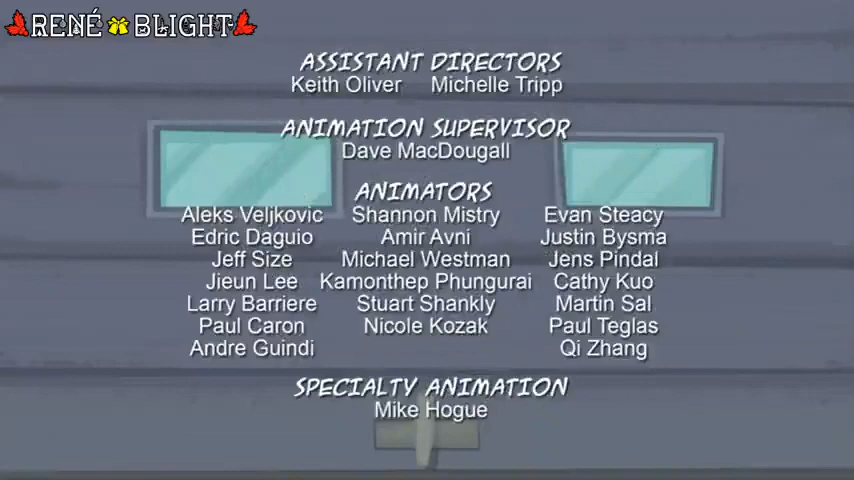 RENÉ BLIGHT
ASSISTANT DIRECTORS
Keith Oliver Michelle Tripp
ANIMATION SUPERVISOR
Dave MacDougall
ANIMATORS
Aleks Veljkovic Shannon Mistry Evan Steacy
Edric Daguio Amir Avni Justin Bysma
Jeff Size Michael Westman Jens Pindal
Jieun Lee Kamonthep Phungurai Cathy Kuo
Larry Barriere Stuart Shankly Martin Sal
Paul Caron Nicole Kozak Paul Teglas
Andre Guindi Qi Zhang
SPECIALTY ANIMATION
Mike Hogue